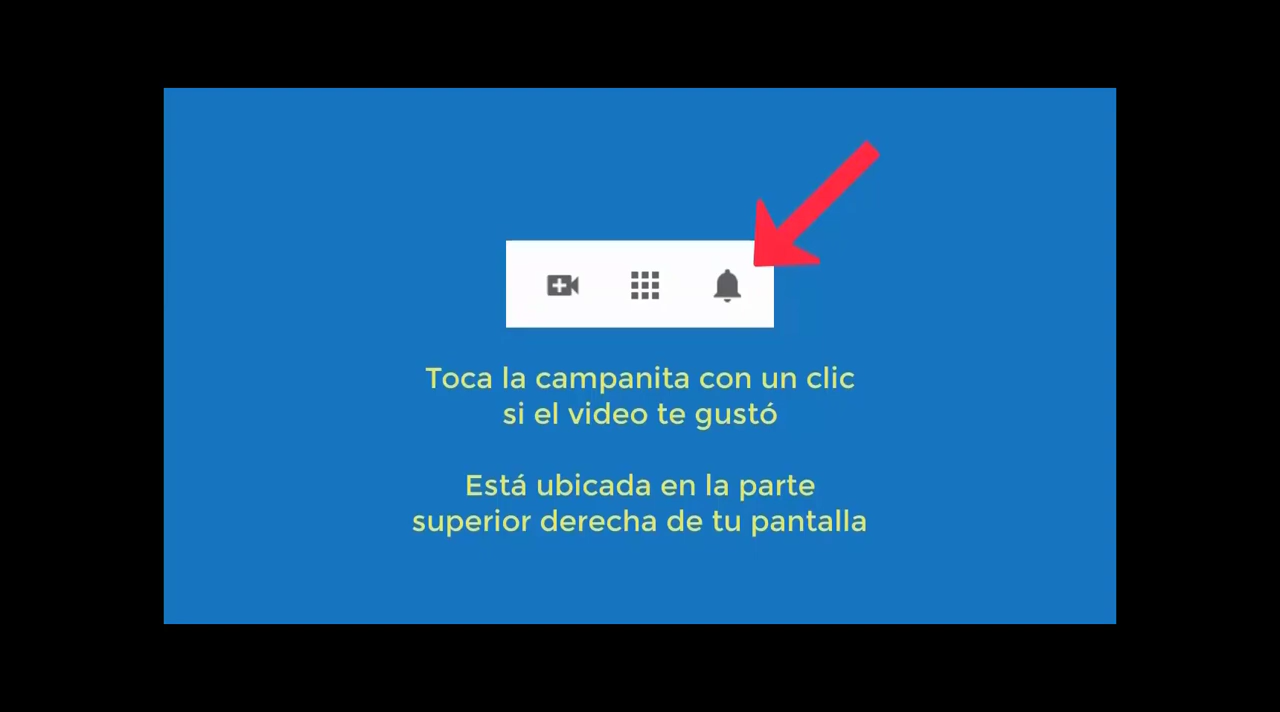 Toca la campanita con un clic
si el video te gustó
Está ubicada en la parte
superior derecha de tu pantalla